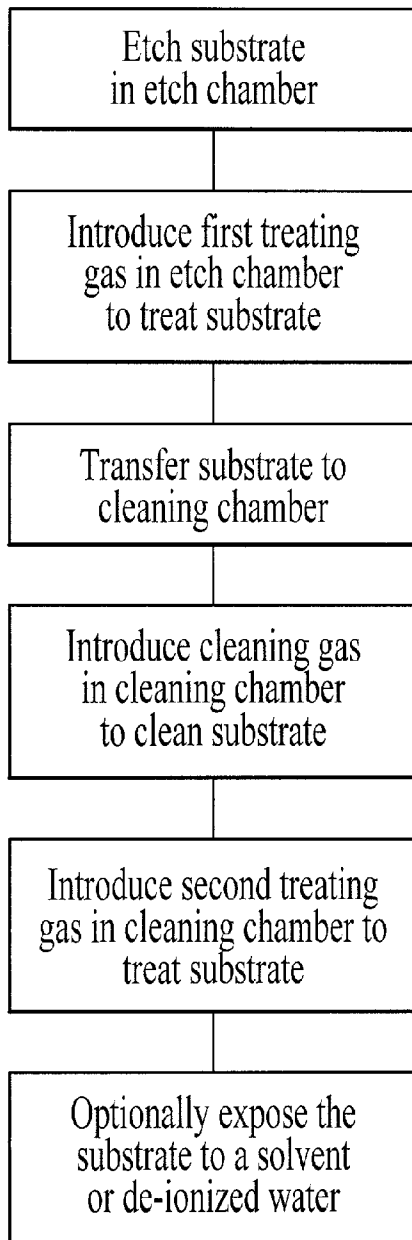 Etch substrate
in etch chamber
Introduce first treating
gas in etch chamber
to treat substrate
Transfer substrate to
cleaning chamber
Introduce cleaning gas
in cleaning chamber
to clean substrate
Introduce second treating
gas in cleaning chamber to
treat substrate
Optionally expose the
substrate to a solvent
or de-ionized water